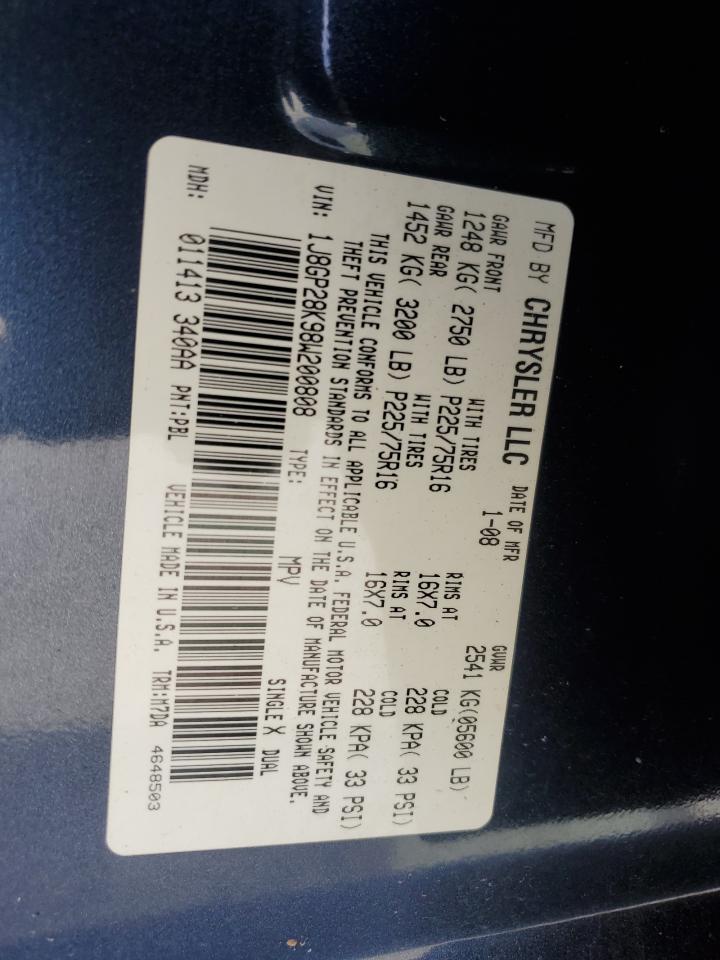 MFD BY CHRYSLER LLC DATE OF MFR 1-08 GVWR 2541 KG(05600 LB)
GAWR FRONT WITH TIRES RIMS AT COLD
1248 KG( 2750 LB) P225/75R16 16X7.0 228 KPA( 33 PSI)
GAWR REAR WITH TIRES RIMS AT COLD
1452 KG( 3200 LB) P225/75R16 16X7.0 228 KPA( 33 PSI)
THIS VEHICLE CONFORMS TO ALL APPLICABLE U.S.A. FEDERAL MOTOR VEHICLE SAFETY AND
THEFT PREVENTION STANDARDS IN EFFECT ON THE DATE OF MANUFACTURE SHOWN ABOVE.
VIN: 1J8GP28K98W200808 TYPE: MPV SINGLE X DUAL
MDH: 011413 340AA PNT:PBL VEHICLE MADE IN U.S.A. TRM:M7DA 4648503